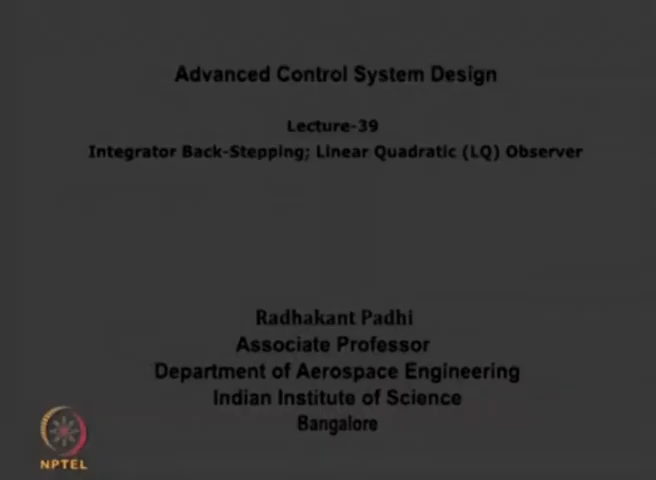 Advanced Control System Design
Lecture-39
Integrator Back-Stepping; Linear Quadratic (LQ) Observer
Radhakant Padhi
Associate Professor
Department of Aerospace Engineering
Indian Institute of Science
Bangalore
NPTEL